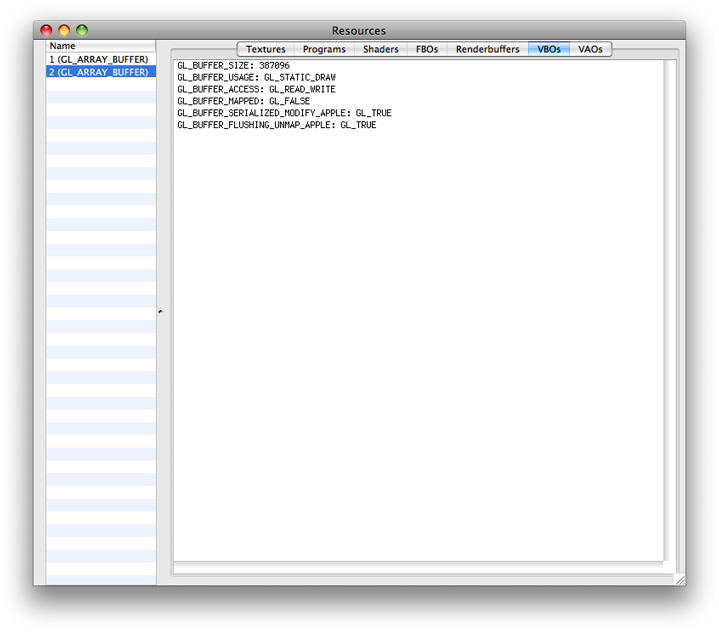 Resources
Name
1 (GL_ARRAY_BUFFER)
2 (GL_ARRAY_BUFFER)
Textures Programs Shaders FBOs Renderbuffers VBOs VAOs
GL_BUFFER_SIZE: 387096
GL_BUFFER_USAGE: GL_STATIC_DRAW
GL_BUFFER_ACCESS: GL_READ_WRITE
GL_BUFFER_MAPPED: GL_FALSE
GL_BUFFER_SERIALIZED_MODIFY_APPLE: GL_TRUE
GL_BUFFER_FLUSHING_UNMAP_APPLE: GL_TRUE